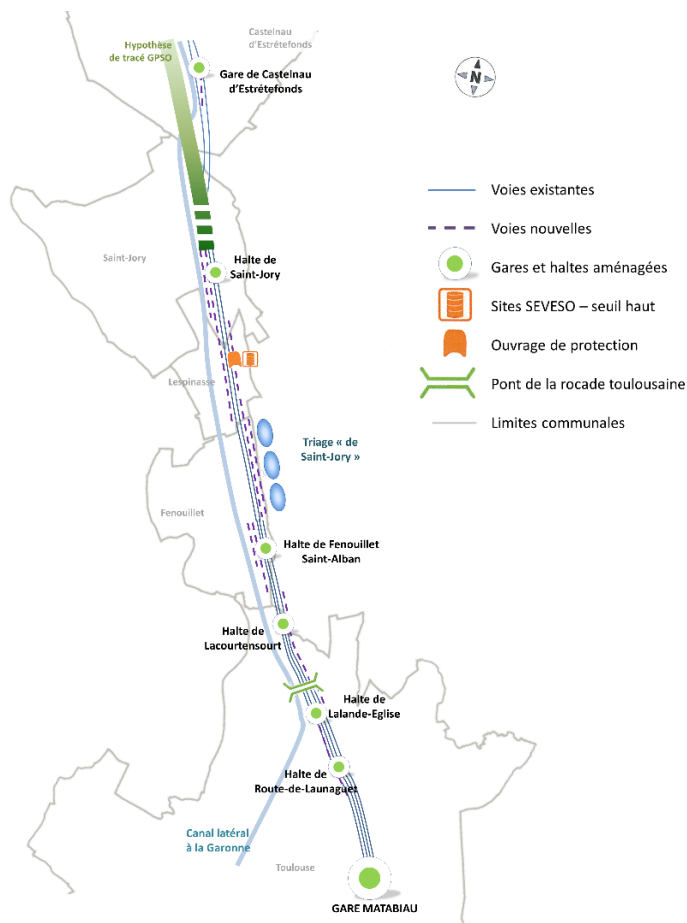 Hypothèse
de tracé GPSO
Castelnau
d'Estrétefonds
Gare de Castelnau
d'Estrétefonds
N
Voies existantes
Voies nouvelles
Gares et haltes aménagées
Sites SEVESO – seuil haut
Ouvrage de protection
Pont de la rocade toulousaine
Limites communales
Saint-Jory
Halte de
Saint-Jory
Lespinasse
Triage « de
Saint-Jory »
Fenouillet
Halte de Fenouillet
Saint-Alban
Halte de
Lacourtensourt
Halte de
Lalande-Eglise
Halte de
Route-de-Launaguet
Canal latéral
à la Garonne
Toulouse
GARE MATABIAU